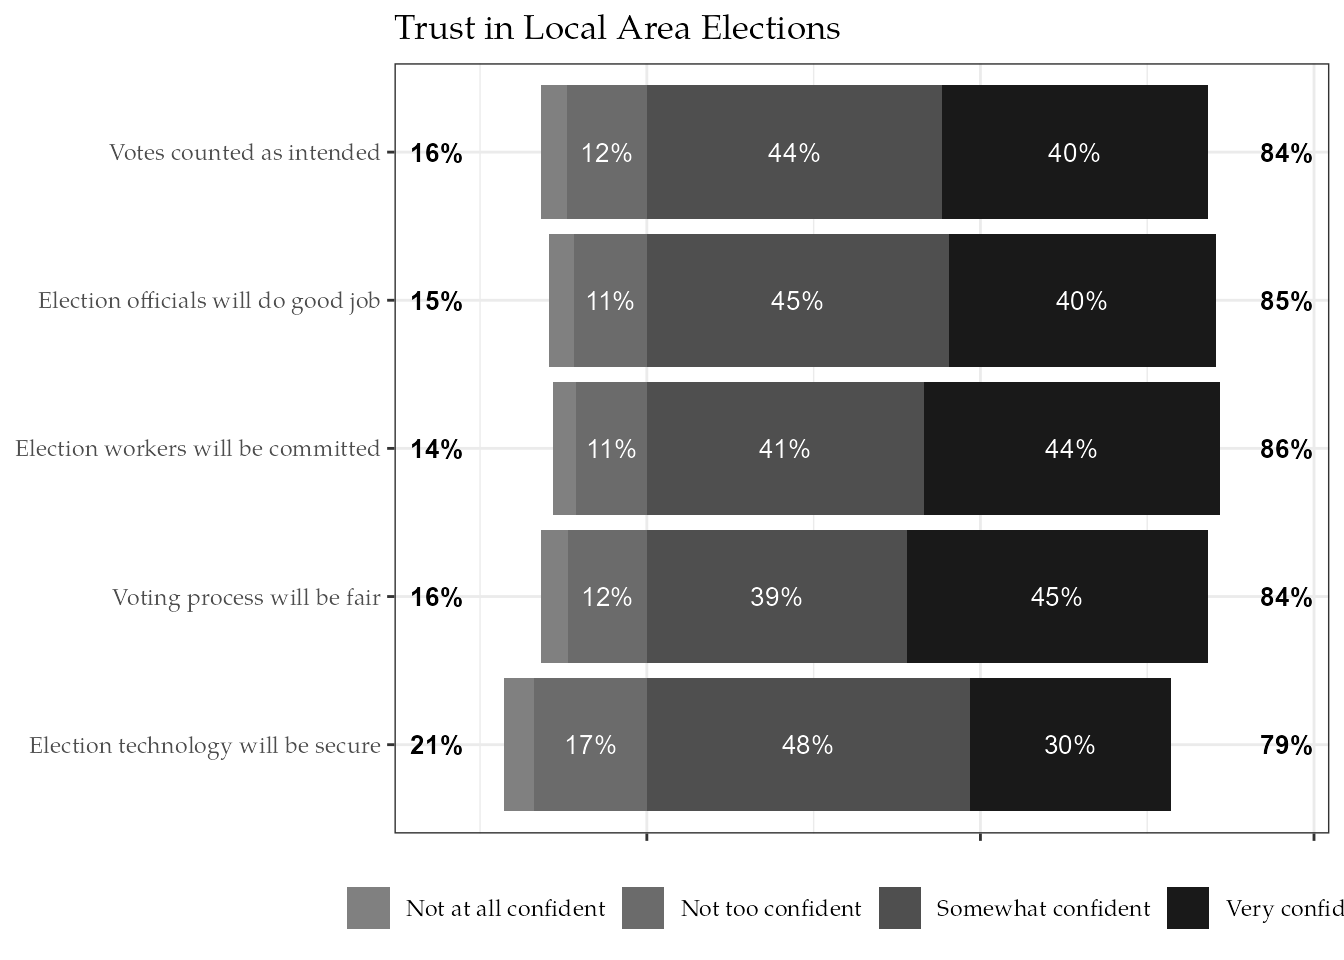 Trust in Local Area Elections
Votes counted as intended 16% 12% 44% 40% 84%
Election officials will do good job 15% 11% 45% 40% 85%
Election workers will be committed 14% 11% 41% 44% 86%
Voting process will be fair 16% 12% 39% 45% 84%
Election technology will be secure 21% 17% 48% 30% 79%
Not at all confident Not too confident Somewhat confident Very confid